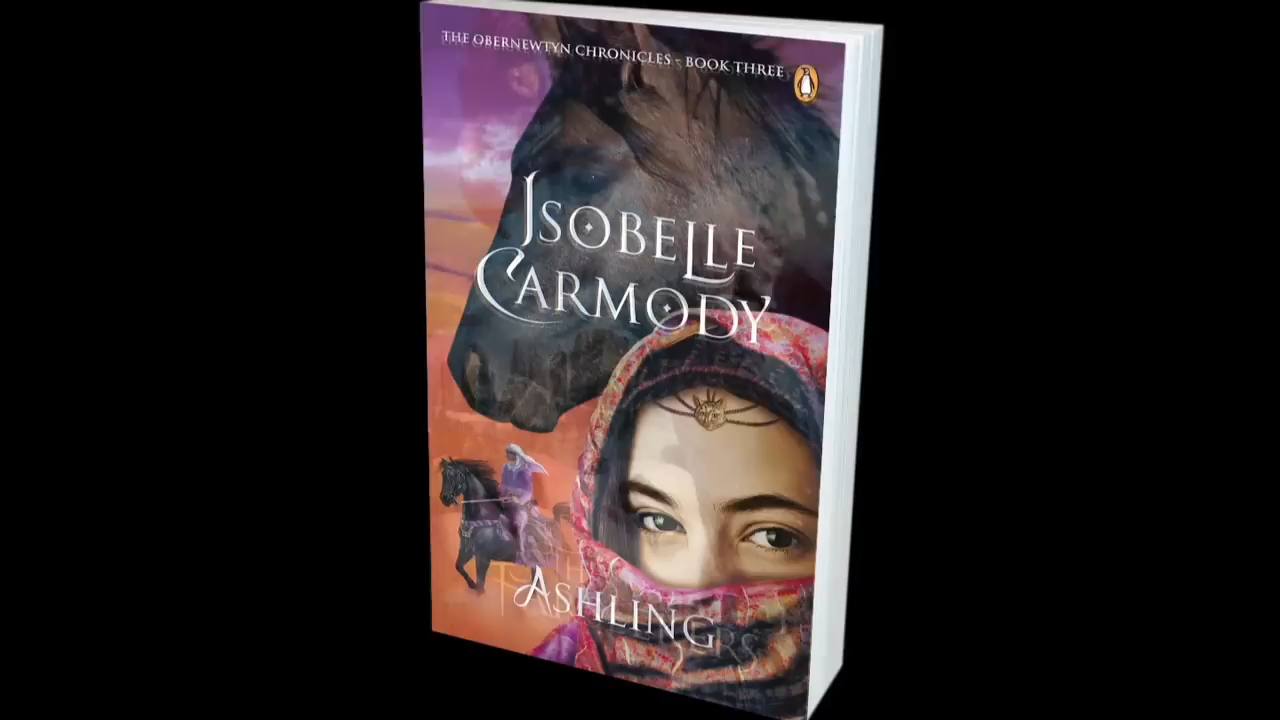 THE OBERNEWTYN CHRONICLES - BOOK THREE
ISOBELLE
CARMODY
ASHLING